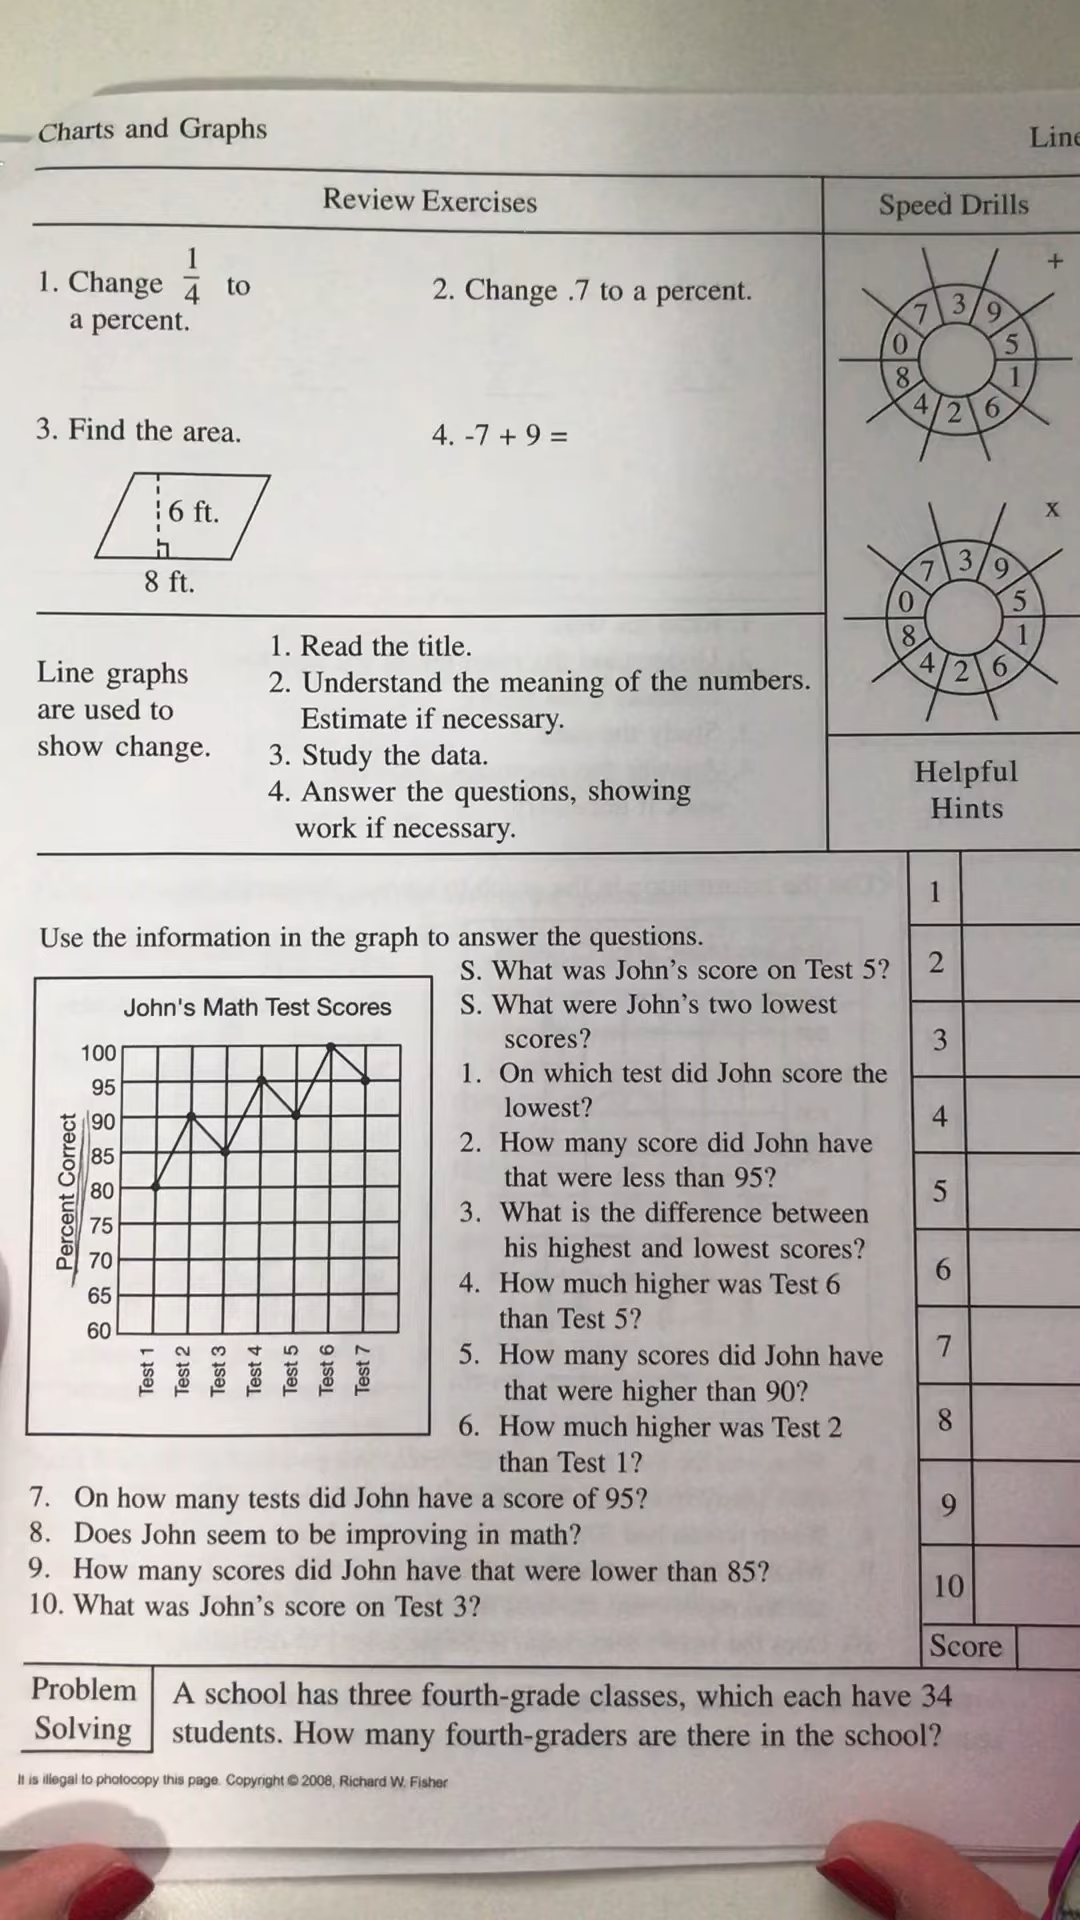 Charts and Graphs
Review Exercises
Speed Drills
1. Change 1/4 to
a percent.
2. Change .7 to a percent.
3. Find the area.
6 ft.
8 ft.
4. -7 + 9 =
+
7 3 9 5 1 6 2 4 8 0
x
7 3 9 5 1 6 2 4 8 0
Line graphs
are used to
show change.
1. Read the title.
2. Understand the meaning of the numbers.
Estimate if necessary.
3. Study the data.
4. Answer the questions, showing
work if necessary.
Helpful
Hints
Use the information in the graph to answer the questions.
John's Math Test Scores
Percent Correct
100
95
90
85
80
75
70
65
60
Test 1
Test 2
Test 3
Test 4
Test 5
Test 6
Test 7
S. What was John's score on Test 5?
S. What were John's two lowest
scores?
1. On which test did John score the
lowest?
2. How many score did John have
that were less than 95?
3. What is the difference between
his highest and lowest scores?
4. How much higher was Test 6
than Test 5?
5. How many scores did John have
that were higher than 90?
6. How much higher was Test 2
than Test 1?
7. On how many tests did John have a score of 95?
8. Does John seem to be improving in math?
9. How many scores did John have that were lower than 85?
10. What was John's score on Test 3?
1
2
3
4
5
6
7
8
9
10
Score
Problem
Solving
A school has three fourth-grade classes, which each have 34
students. How many fourth-graders are there in the school?
It is illegal to photocopy this page. Copyright © 2008, Richard W. Fisher